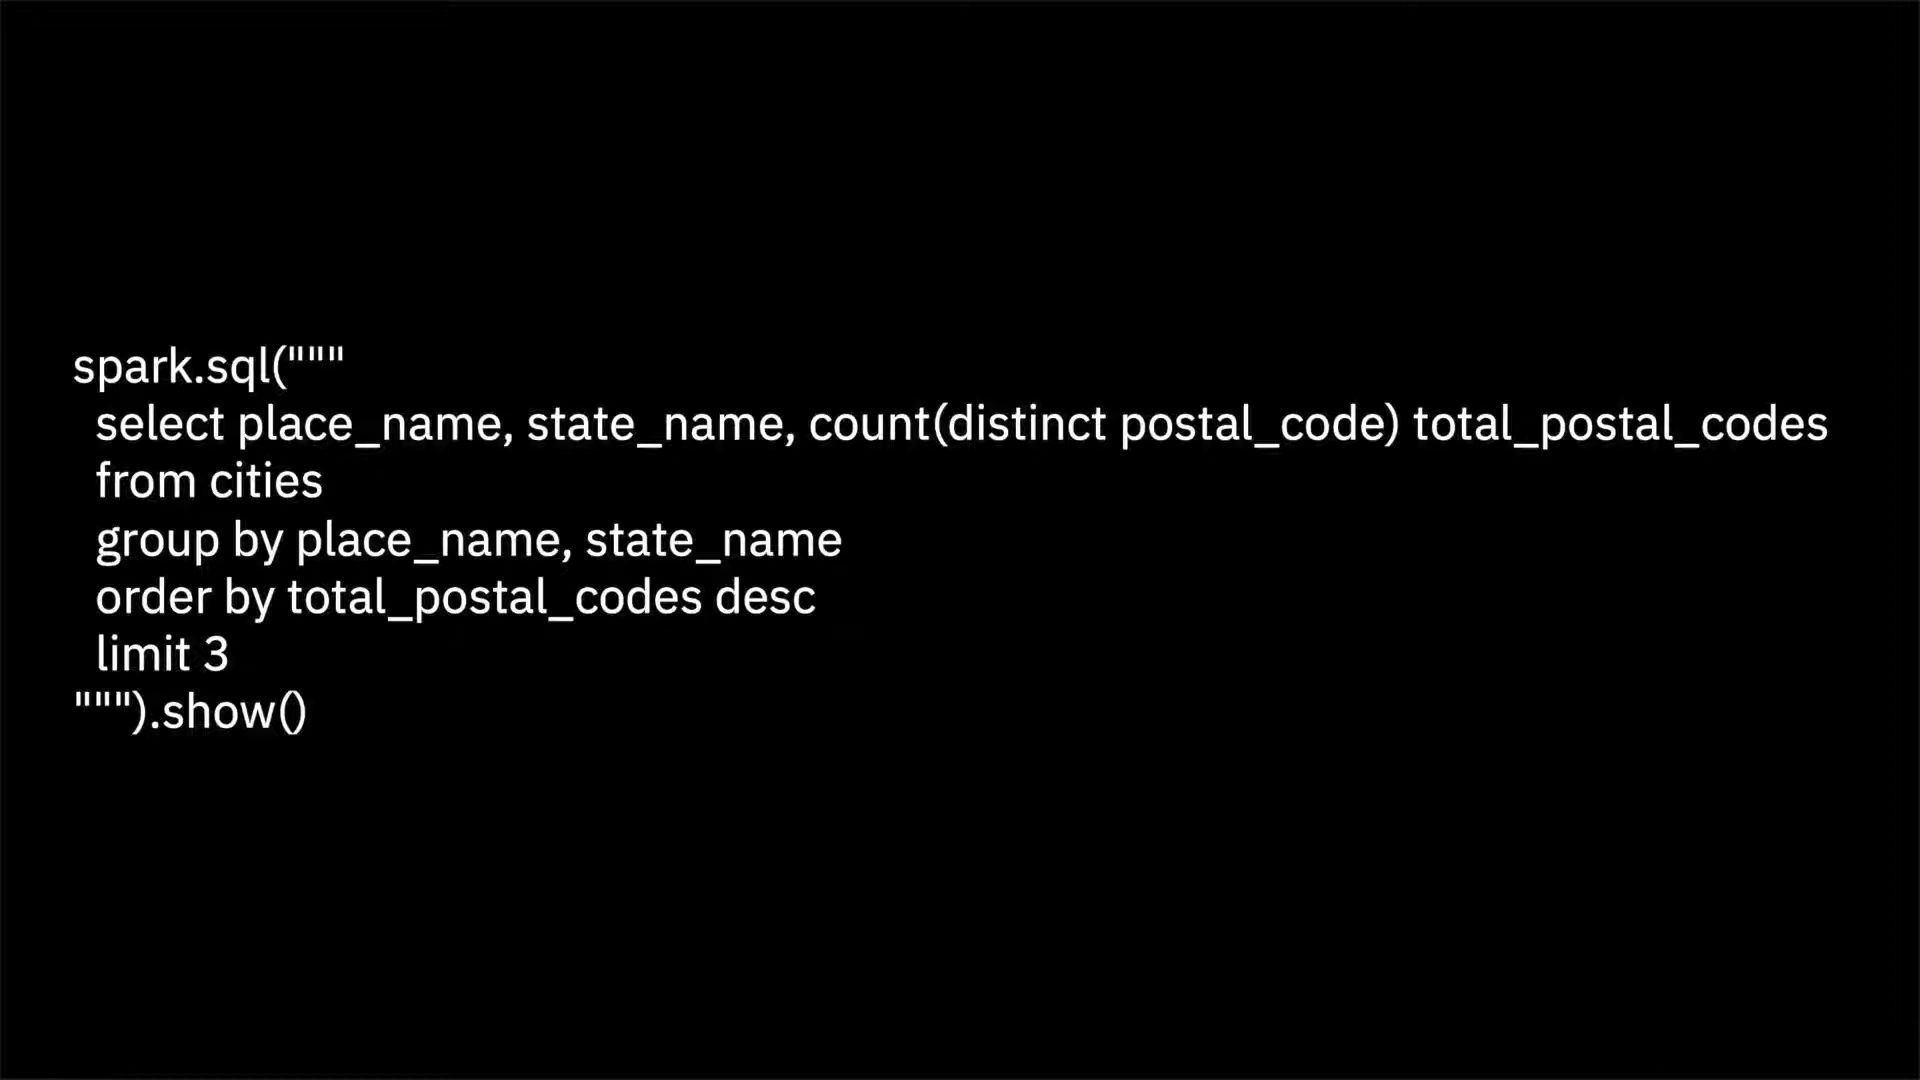 spark.sql("""
select place_name, state_name, count(distinct postal_code) total_postal_codes
from cities
group by place_name, state_name
order by total_postal_codes desc
limit 3
""").show()